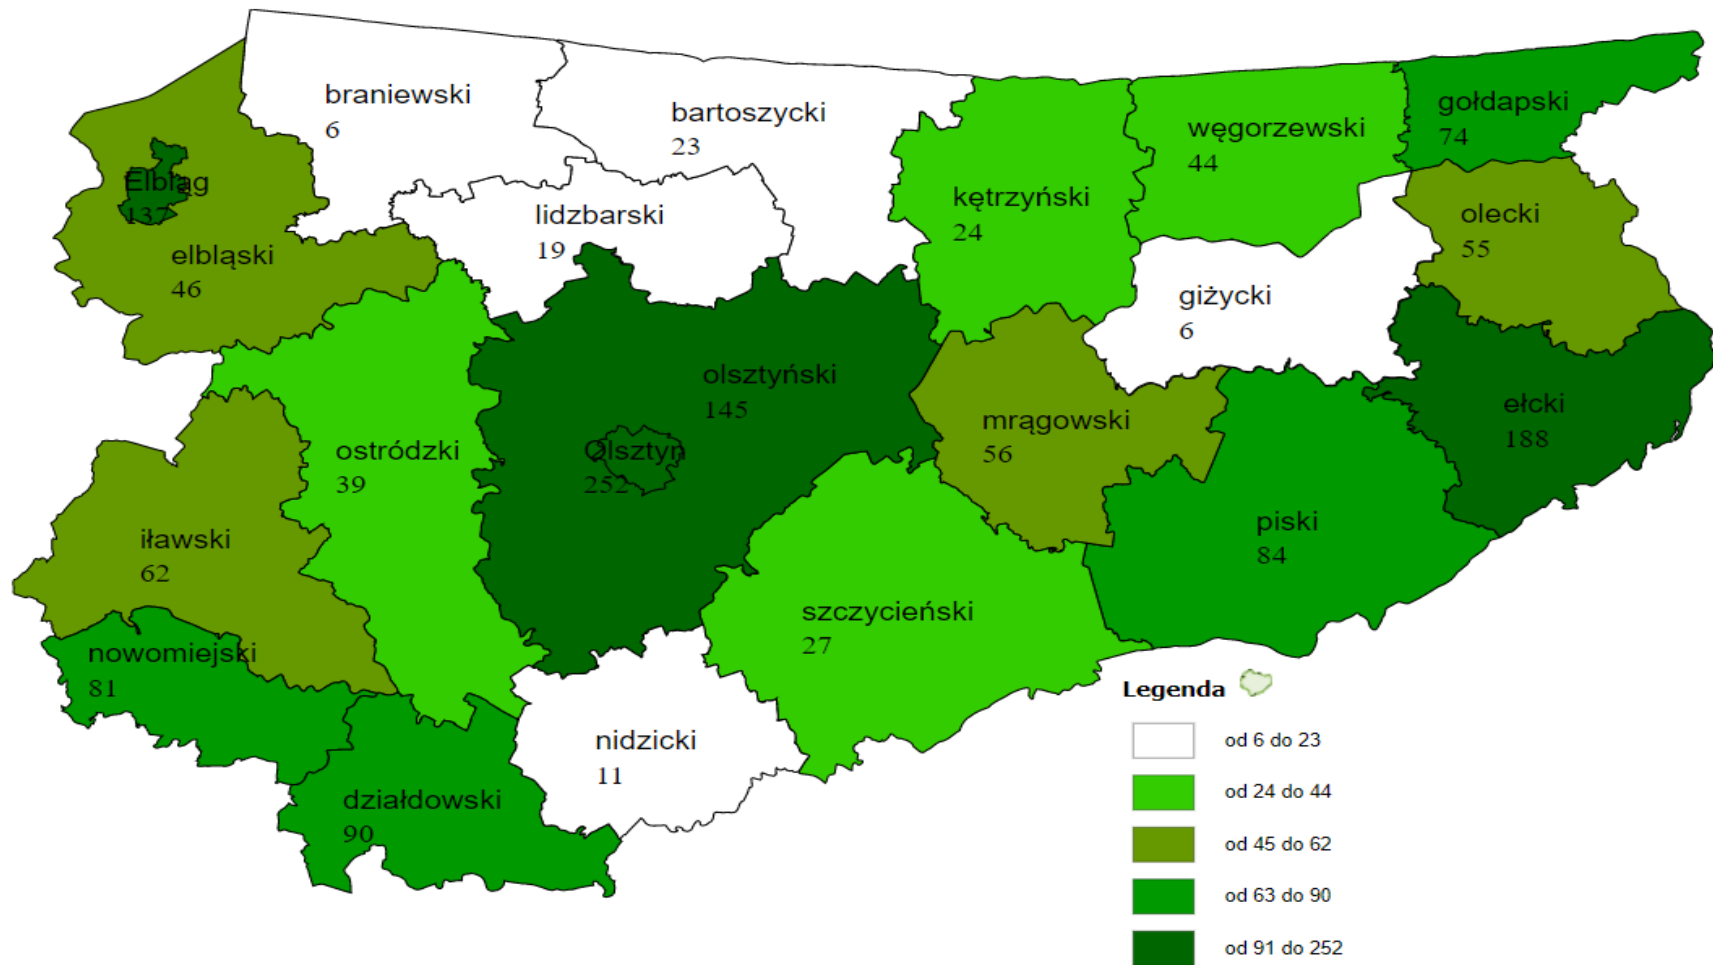 braniewski
6
bartoszycki
23
węgorzewski
44
gołdapski
74
Elbląg
137
lidzbarski
19
kętrzyński
24
olecki
55
elbląski
46
giżycki
6
olsztyński
145
ostródzki
39
Olsztyn
252
mrągowski
56
ełcki
188
iławski
62
piski
84
szczycieński
27
nowomiejski
81
nidzicki
11
działdowski
90
Legenda
od 6 do 23
od 24 do 44
od 45 do 62
od 63 do 90
od 91 do 252